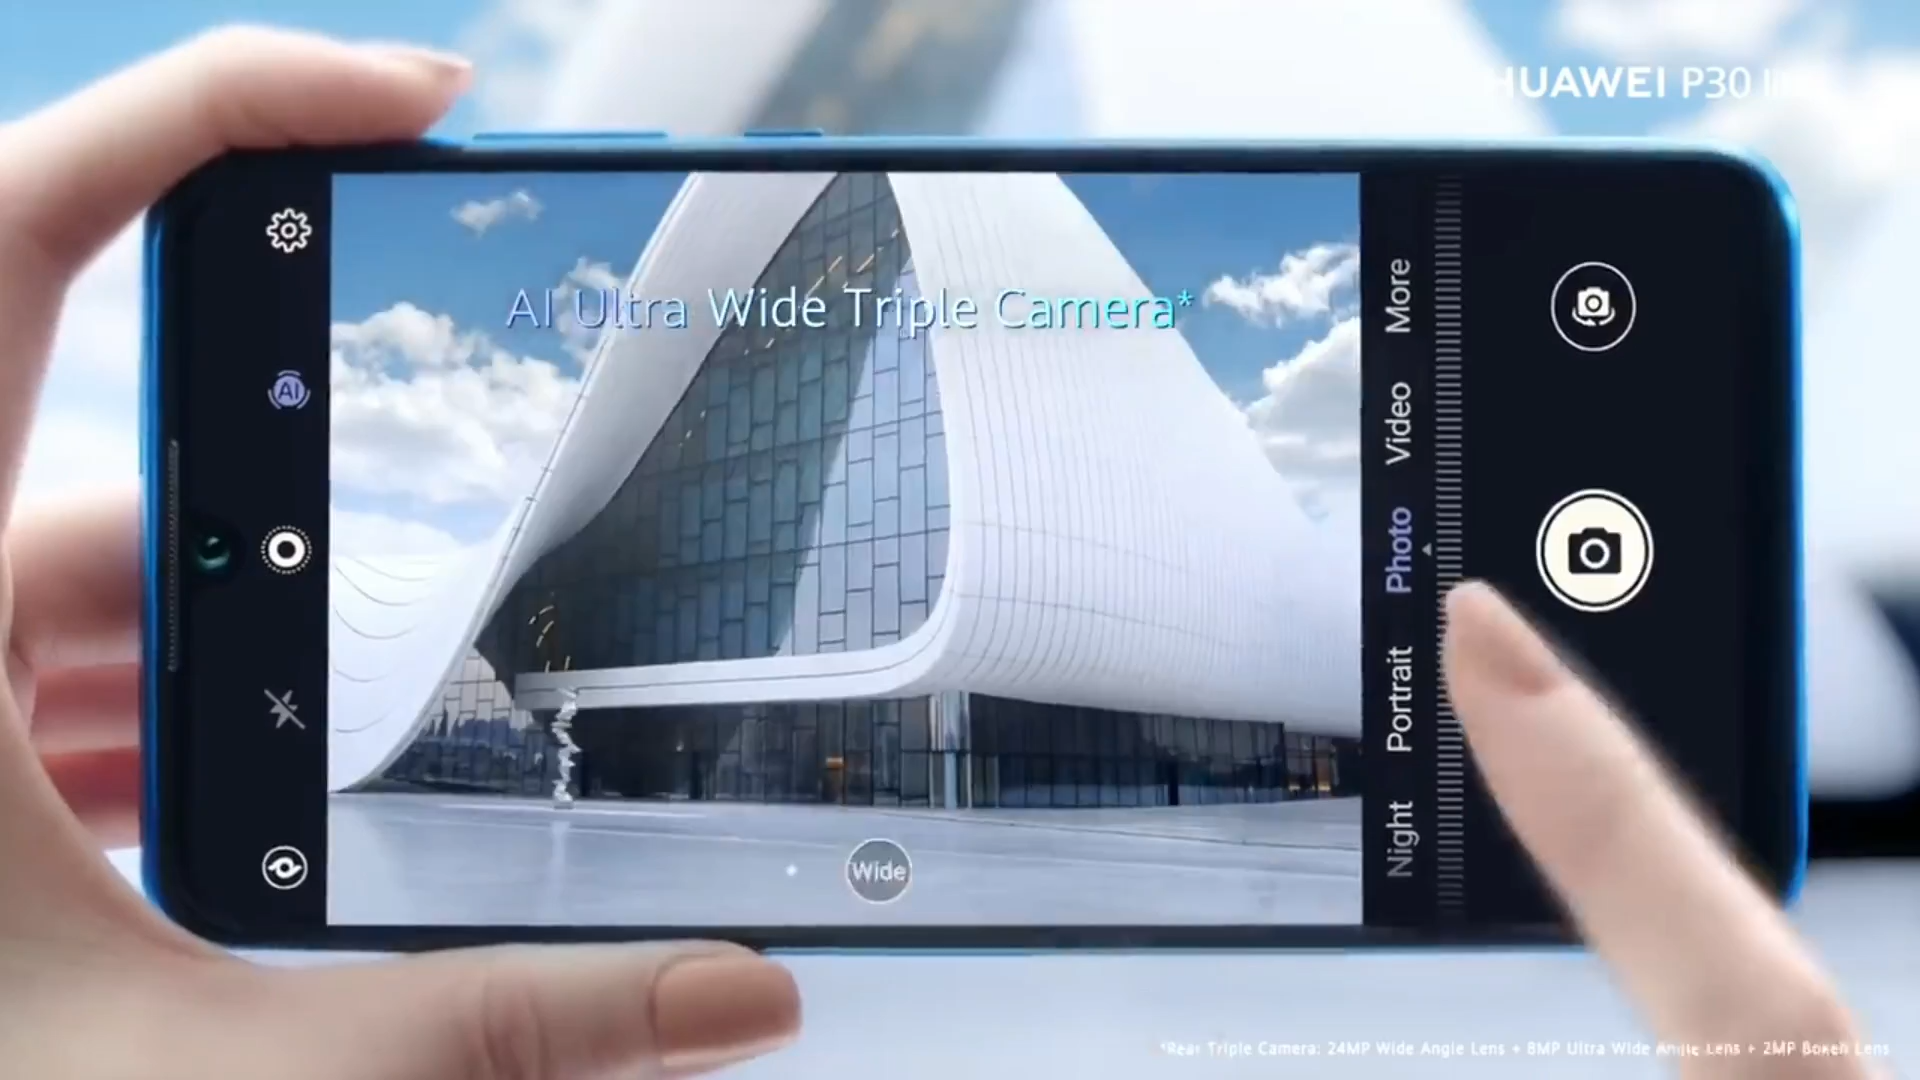 HUAWEI P30
AI Ultra Wide Triple Camera*
AI
More
Video
Photo
Portrait
Night
Wide
*Rear Triple Camera: 24MP Wide Angle Lens + 8MP Ultra Wide Angle Lens + 2MP Bokeh Lens